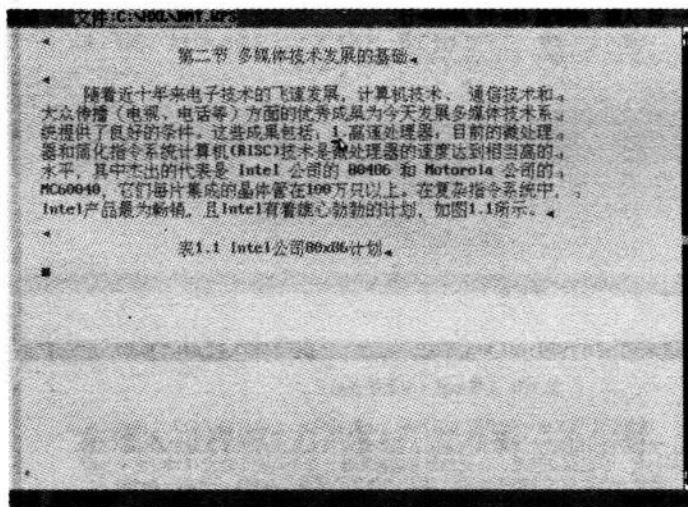 文件:C:\HXL\DMT.WPS
第二节 多媒体技术发展的基础
随着近十年来电子技术的飞速发展，计算机技术、通信技术和
大众传播（电视、电话等）方面的优秀成果为今天发展多媒体技术系
统提供了良好的条件。这些成果包括：1.高速处理器，目前的微处理
器和简化指令系统计算机(RISC)技术是微处理器的速度达到相当高的
水平，其中杰出的代表是 Intel 公司的 80486 和 Motorola 公司的
MC60040，它们每片集成的晶体管在100万只以上。在复杂指令系统中，
Intel产品最为畅销，且Intel有着雄心勃勃的计划，如图1.1所示。
表1.1 Intel公司80x86计划